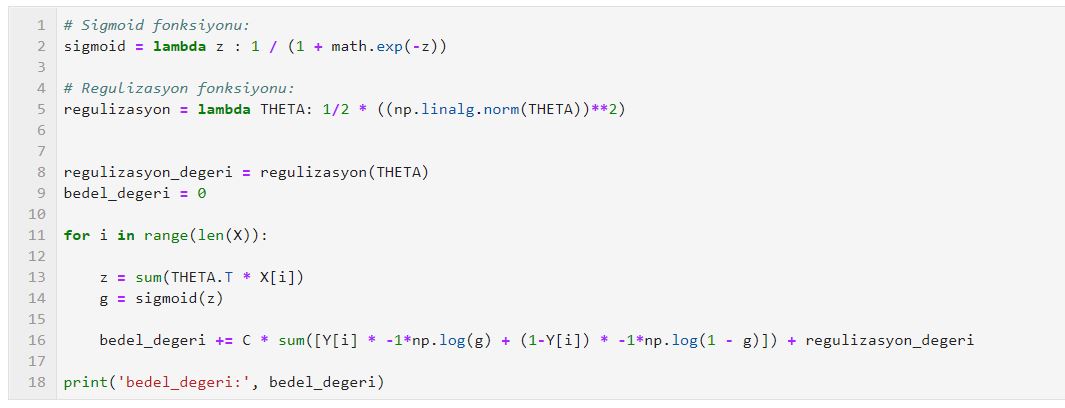 1 # Sigmoid fonksiyonu:
2 sigmoid = lambda z : 1 / (1 + math.exp(-z))
3
4 # Regulizasyon fonksiyonu:
5 regulizasyon = lambda THETA: 1/2 * ((np.linalg.norm(THETA))**2)
6
7
8 regulizasyon_degeri = regulizasyon(THETA)
9 bedel_degeri = 0
10
11 for i in range(len(X)):
12
13     z = sum(THETA.T * X[i])
14     g = sigmoid(z)
15
16     bedel_degeri += C * sum([Y[i] * -1*np.log(g) + (1-Y[i]) * -1*np.log(1 - g)]) + regulizasyon_degeri
17
18 print('bedel_degeri:', bedel_degeri)